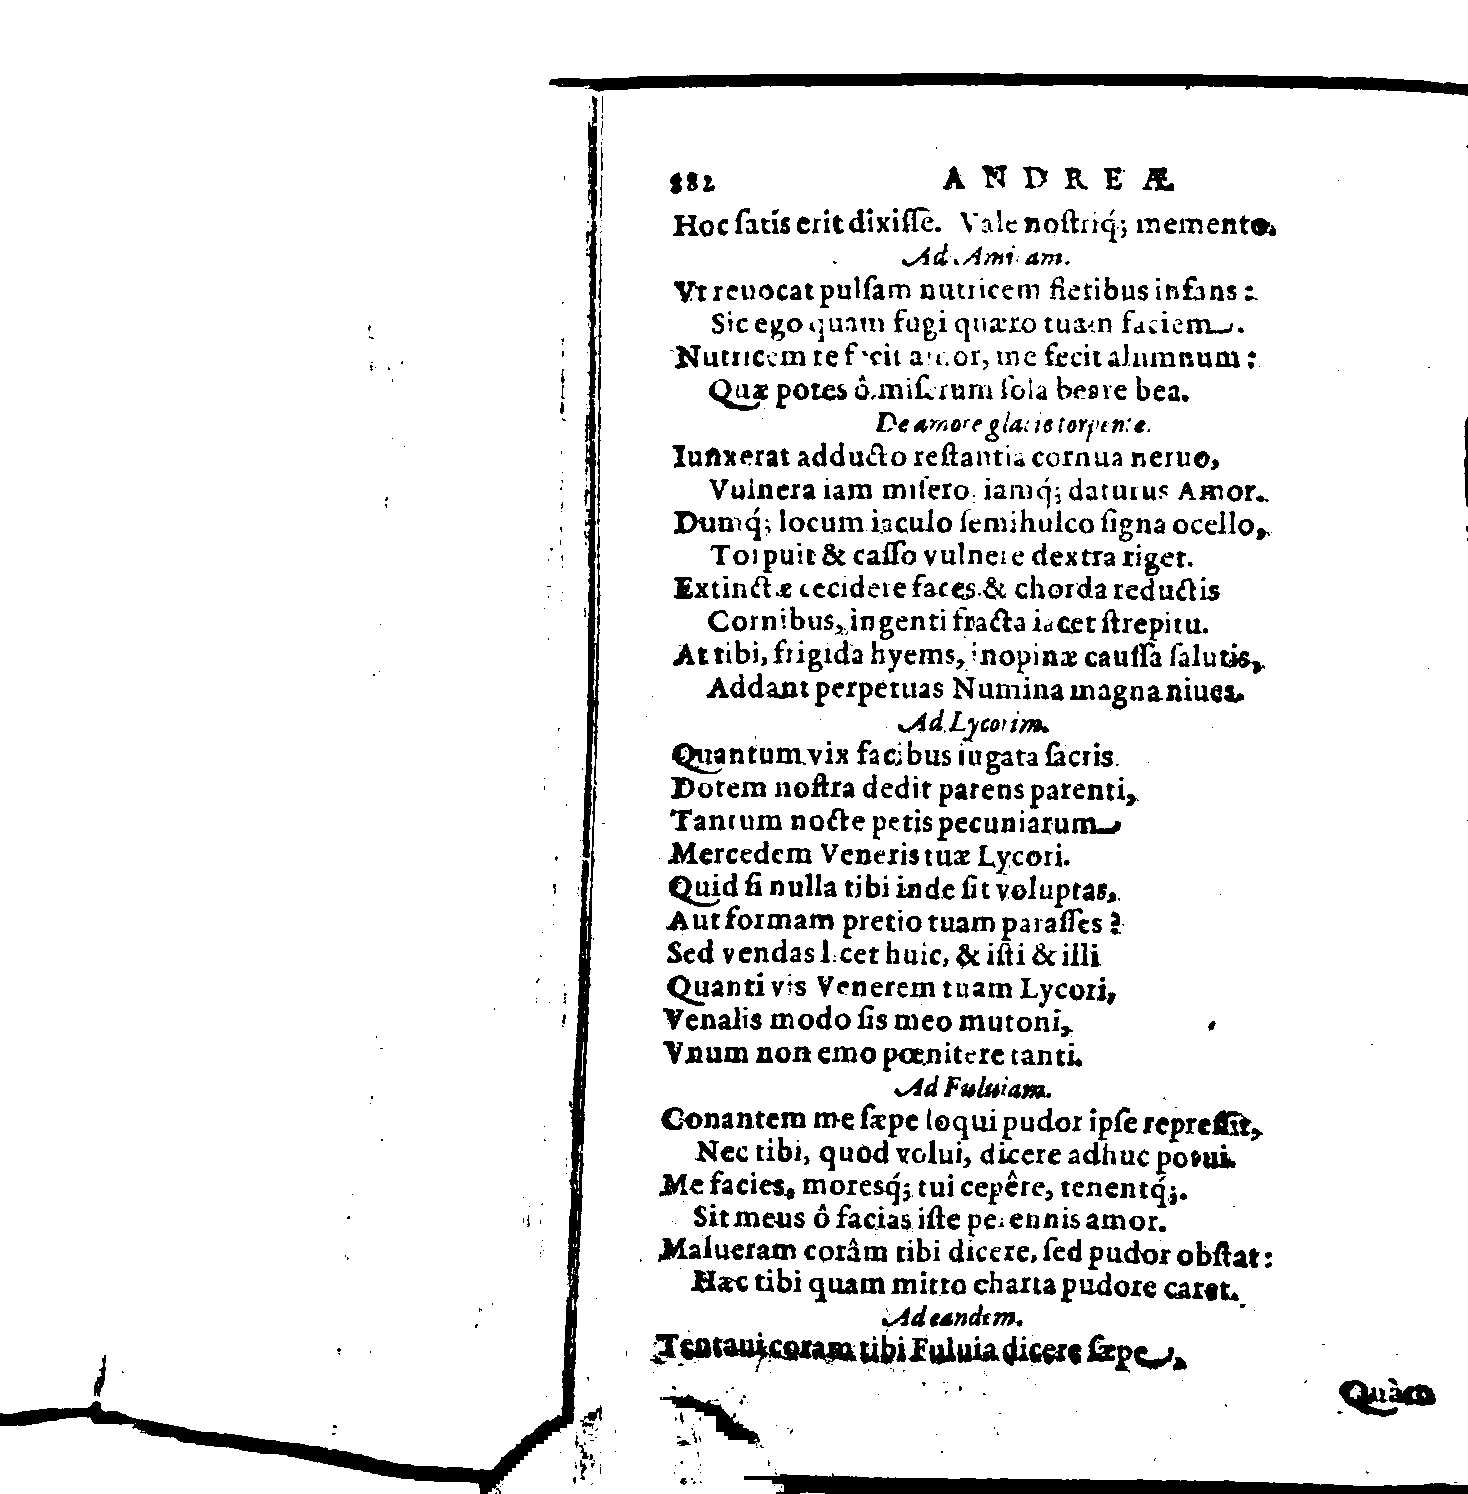 882 ANDREÆ
Hoc ſatis erit dixiſſe. Vale noſtriq́; memento.
Ad Amicam.
Vt reuocat pulſam nutricem fletibus infans:
Sic ego quam fugi quæro tuam faciem.
Nutricem te fecit amor, me fecit alumnum:
Quæ potes ô miſerum ſola beare bea.
De amore glacie torpente.
Iunxerat adducto reſtantia cornua neruo,
Vulnera iam miſero, iamq́; daturus Amor.
Dumq́; locum iaculo ſemihulco ſigna ocello,
Torpuit & caſſo vulnere dextra riget.
Extinctæ cecidere faces & chorda reductis
Cornibus, ingenti fracta iacet ſtrepitu.
At tibi, frigida hyems, inopinæ cauſſa ſalutis,
Addant perpetuas Numina magna niues.
Ad Lycorim.
Quantum vix facibus iugata ſacris
Dotem noſtra dedit parens parenti,
Tantum nocte petis pecuniarum
Mercedem Veneris tuæ Lycori.
Quid ſi nulla tibi inde ſit voluptas,
Aut formam pretio tuam paraſſes?
Sed vendas licet huic, & iſti & illi
Quanti vis Venerem tuam Lycori,
Venalis modo ſis meo mutoni,
Vnum non emo pœnitere tanti.
Ad Fuluiam.
Conantem me ſæpe loqui pudor ipſe repreſſit,
Nec tibi, quod volui, dicere adhuc potui.
Me facies, moresq́; tui cepêre, tenentq́;.
Sit meus ô facias iſte perennis amor.
Malueram corâm tibi dicere, ſed pudor obſtat:
Hæc tibi quam mitto charta pudore caret.
Ad eandem.
Tentaui coram tibi Fuluia dicere ſæpe,
Quàm